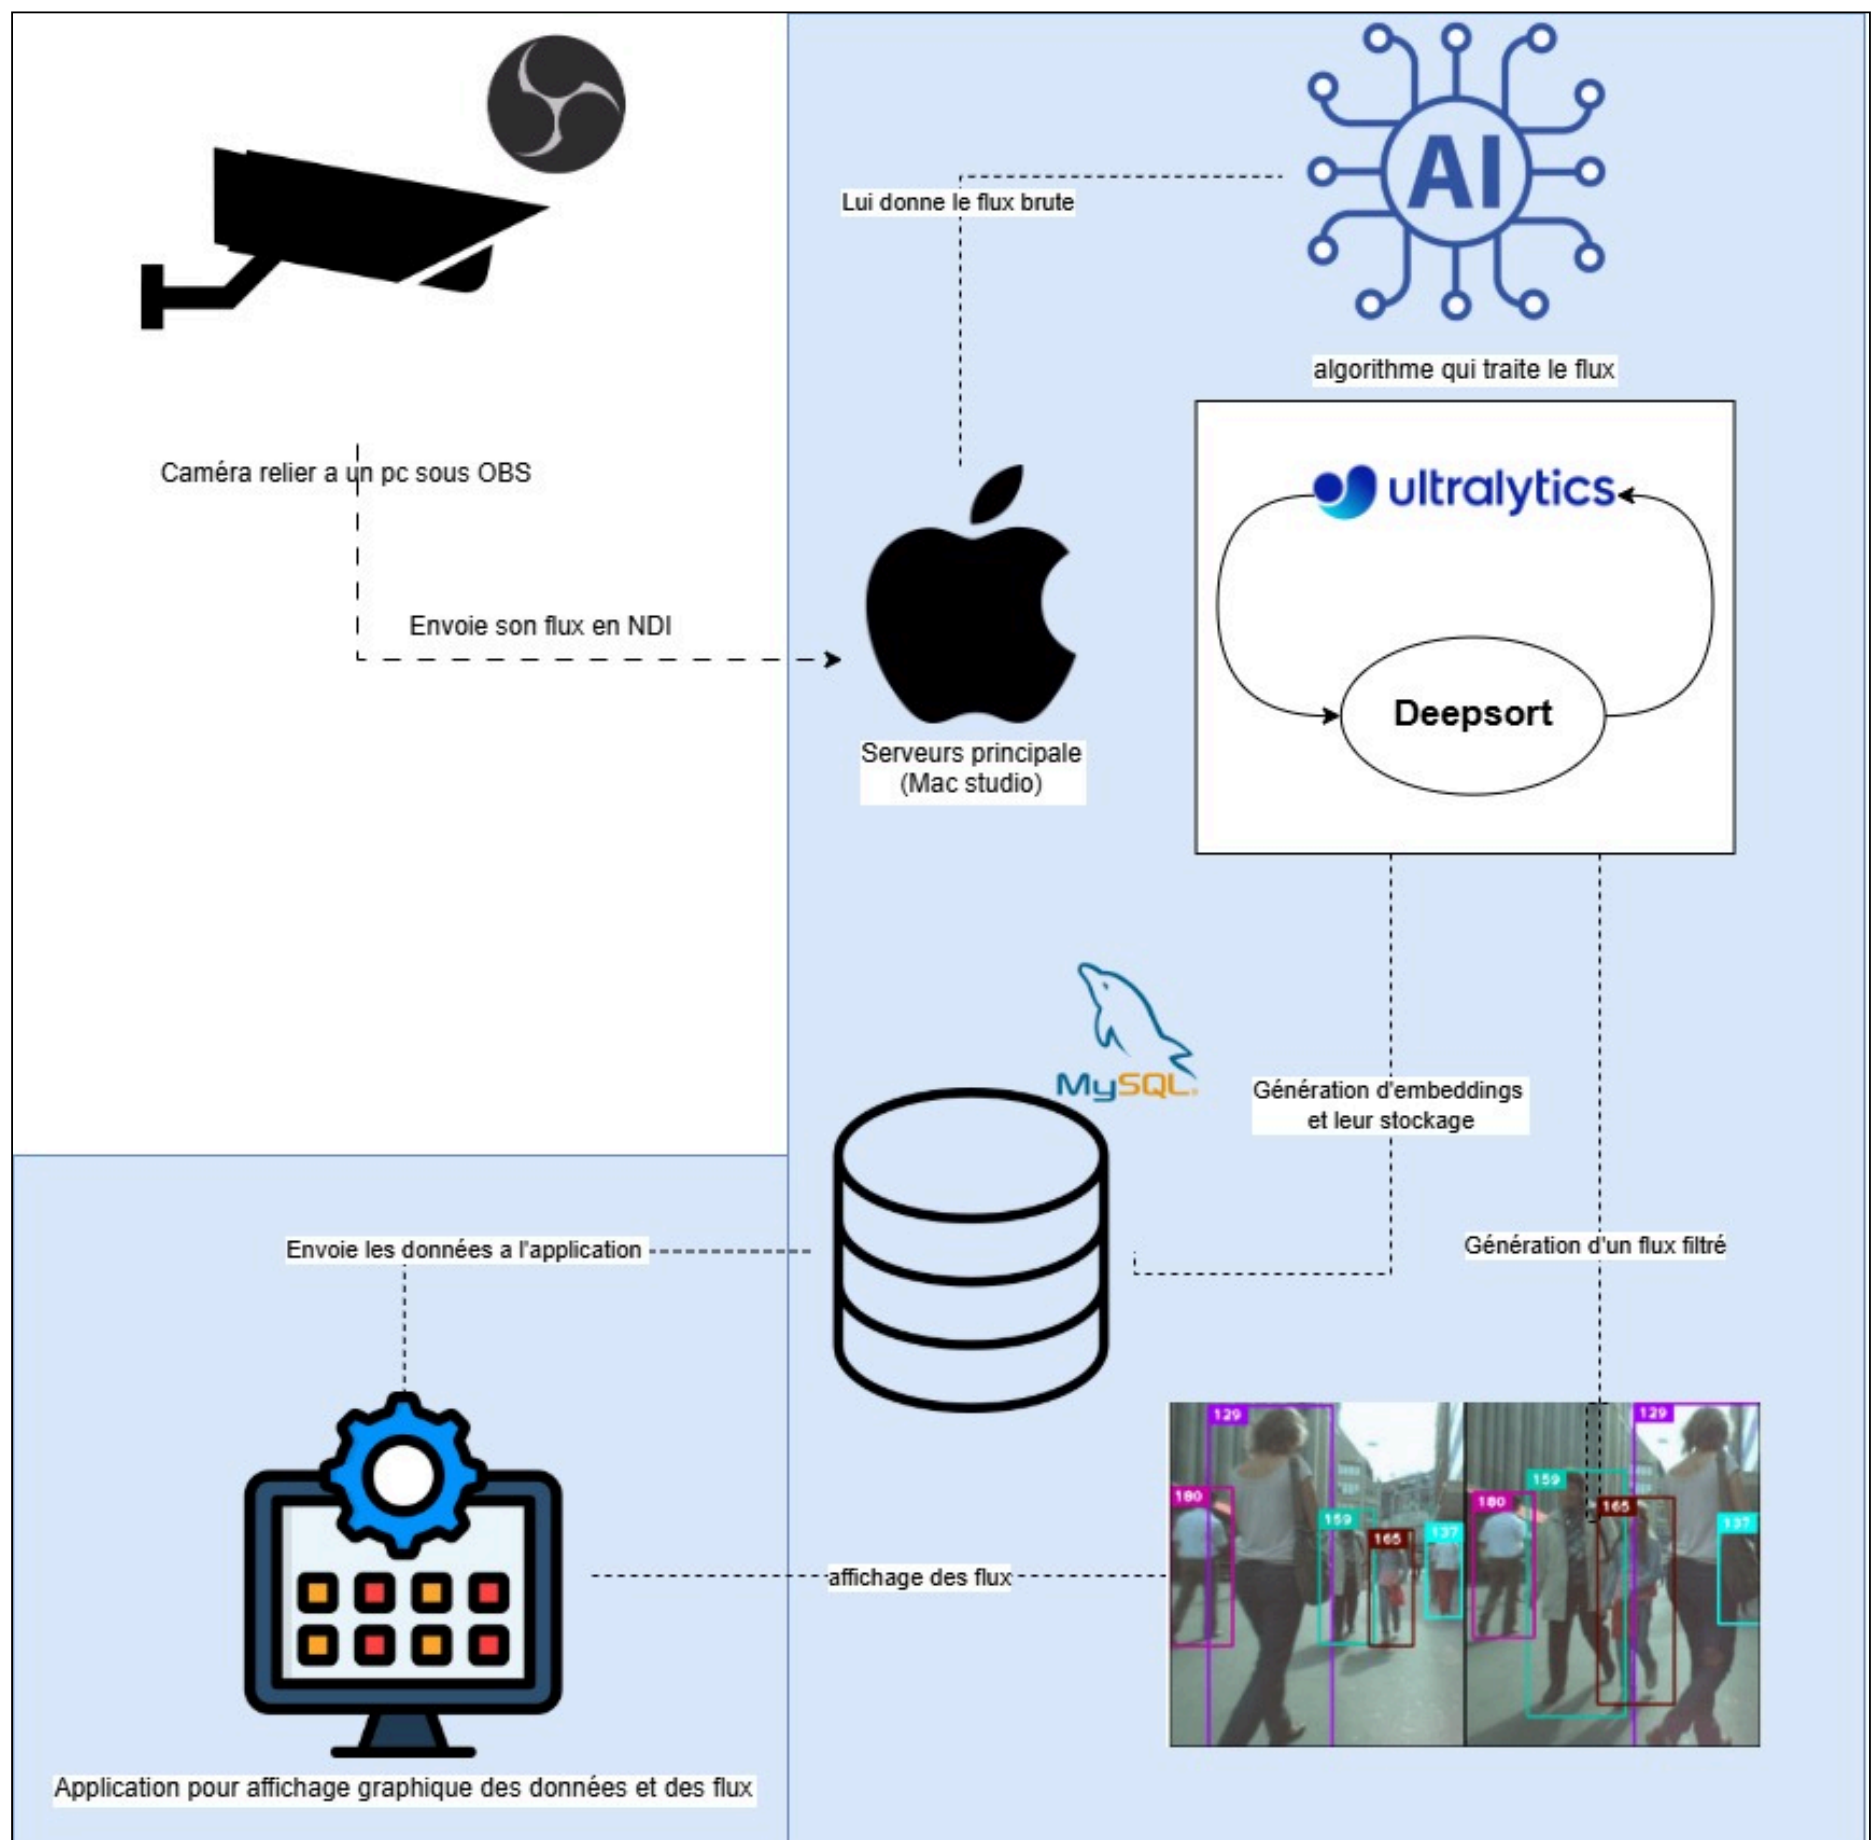 AI
Lui donne le flux brute
algorithme qui traite le flux
Caméra relier a un pc sous OBS
ultralytics
Envoie son flux en NDI
Deepsort
Serveurs principale
(Mac studio)
MySQL
Génération d'embeddings
et leur stockage
Envoie les données a l'application
Génération d'un flux filtré
129
180
159
165
137
129
159
180
165
137
affichage des flux
Application pour affichage graphique des données et des flux